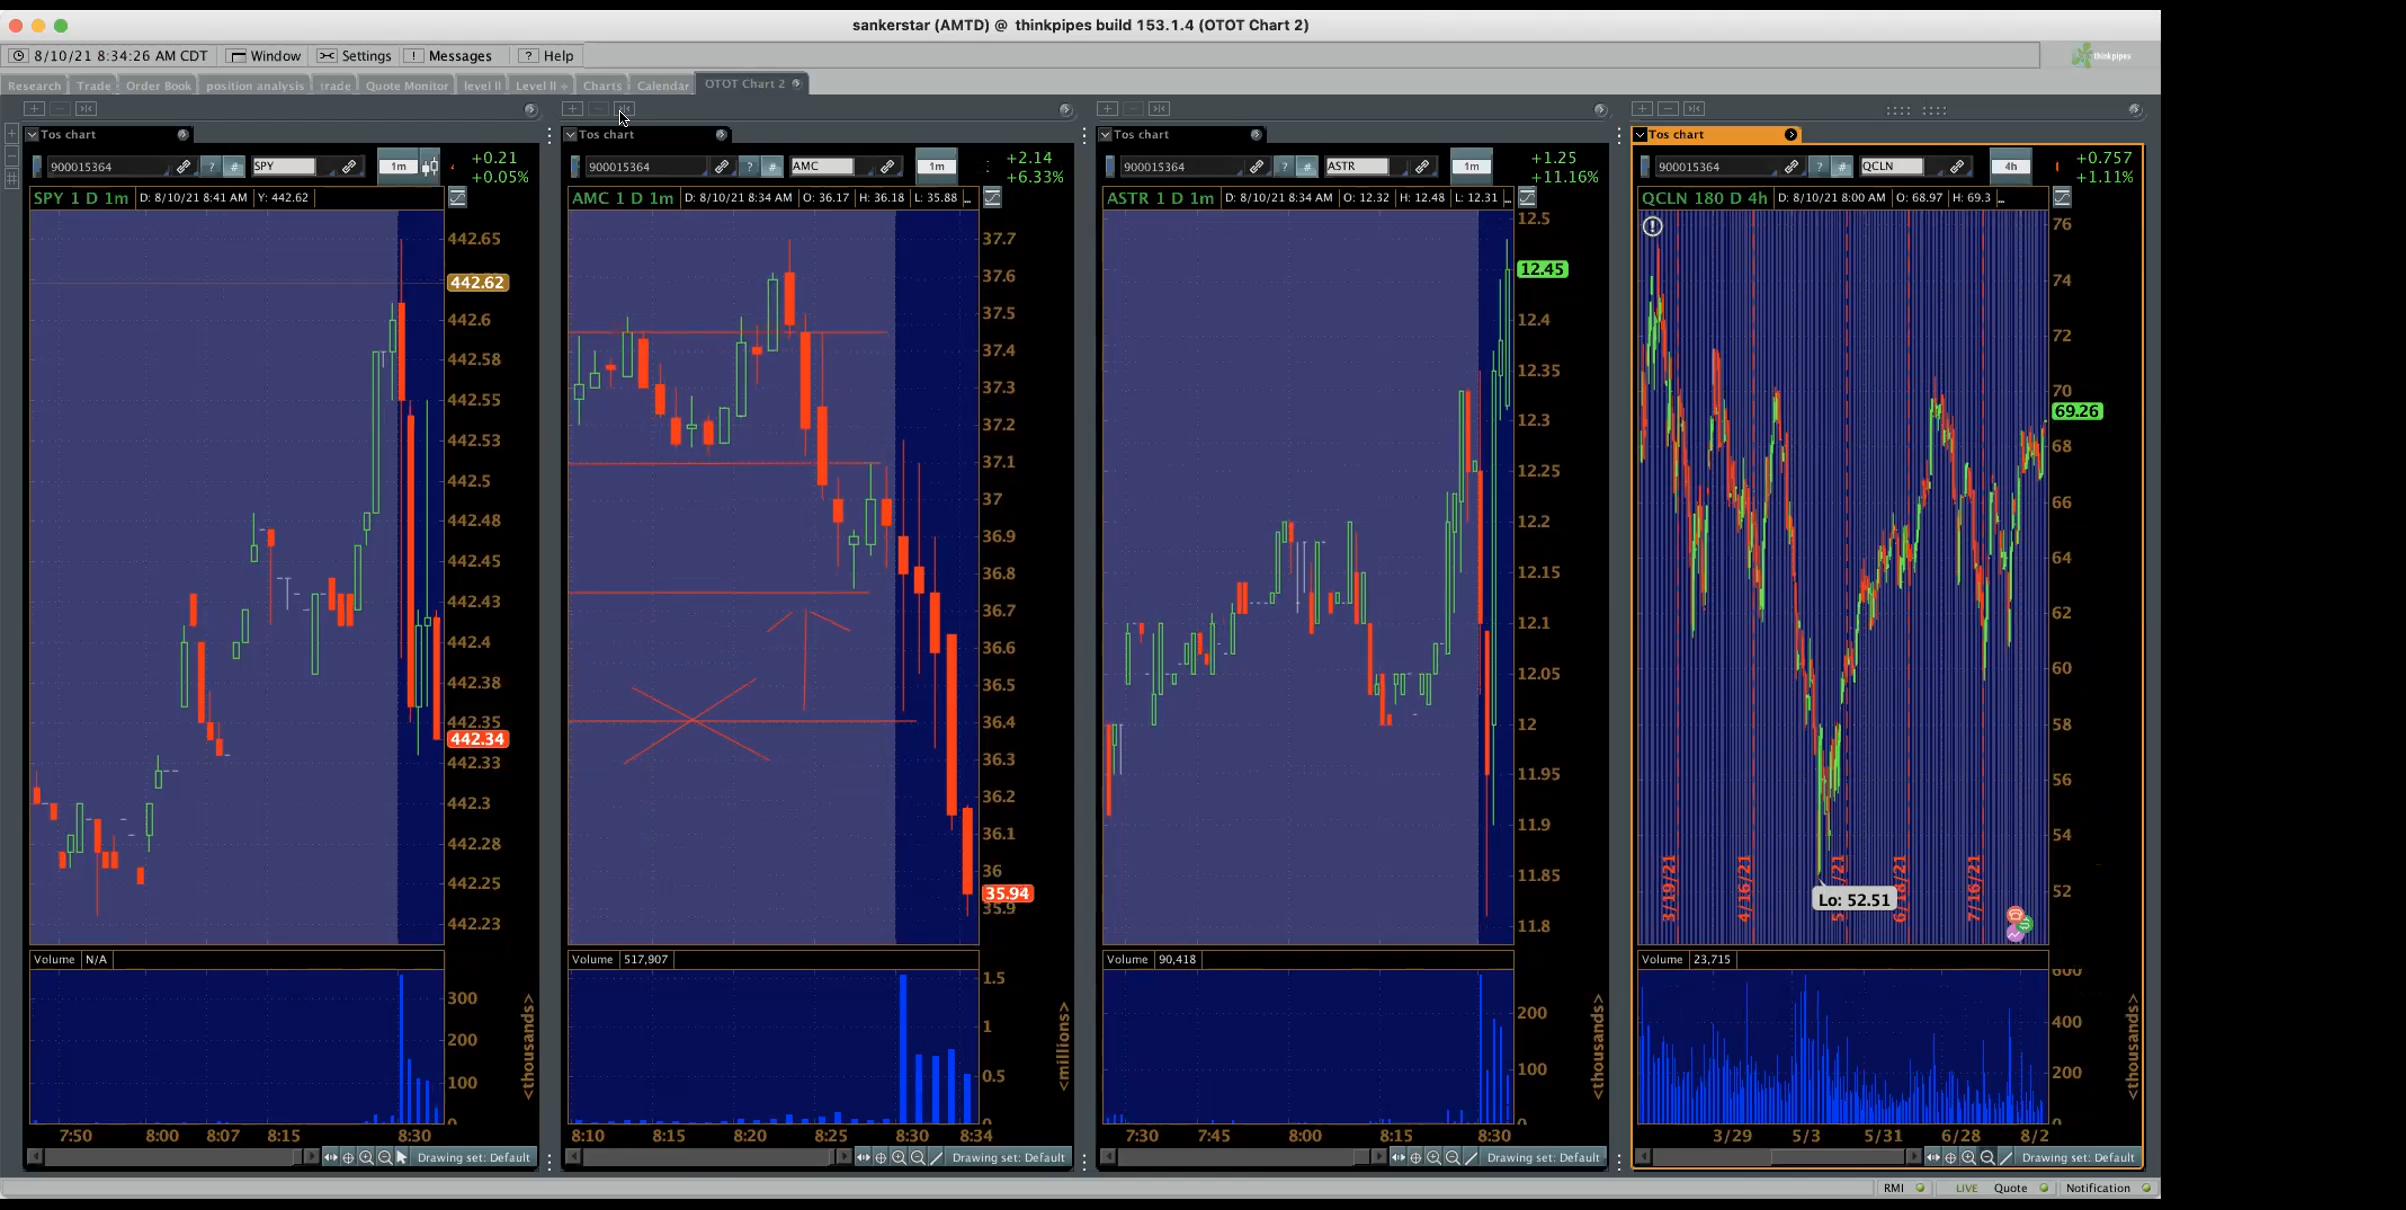 sankerstar (AMTD) @ thinkpipes build 153.1.4 (OTOT Chart 2)
8/10/21 8:34:26 AM CDT Window Settings ! Messages ? Help thinkpipes
Research Trade Order Book position analysis trade Quote Monitor level II Level II + Charts Calendar OTOT Chart 2
Tos chart Tos chart Tos chart Tos chart
900015364 ? # SPY 1m +0.21
+0.05%
900015364 ? # AMC 1m +2.14
+6.33%
900015364 ? # ASTR 1m +1.25
+11.16%
900015364 ? # QCLN 4h +0.757
+1.11%
SPY 1 D 1m D: 8/10/21 8:41 AM Y: 442.62
442.65
442.62
442.6
442.58
442.55
442.53
442.5
442.48
442.45
442.43
442.4
442.38
442.35
442.34
442.33
442.3
442.28
442.25
442.23
Volume N/A
300
200
100
0
<thousands>
7:50 8:00 8:07 8:15 8:30
Drawing set: Default
AMC 1 D 1m D: 8/10/21 8:34 AM O: 36.17 H: 36.18 L: 35.88 ...
37.7
37.6
37.5
37.4
37.3
37.2
37.1
37
36.9
36.8
36.7
36.6
36.5
36.4
36.3
36.2
36.1
36
35.94
35.9
Volume 517,907
1.5
1
0.5
0
<millions>
8:10 8:15 8:20 8:25 8:30 8:34
Drawing set: Default
ASTR 1 D 1m D: 8/10/21 8:34 AM O: 12.32 H: 12.48 L: 12.31 ...
12.5
12.45
12.4
12.35
12.3
12.25
12.2
12.15
12.1
12.05
12
11.95
11.9
11.85
11.8
Volume 90,418
200
100
0
<thousands>
7:30 7:45 8:00 8:15 8:30
Drawing set: Default
QCLN 180 D 4h D: 8/10/21 8:00 AM O: 68.97 H: 69.3 ...
76
74
72
70
69.26
68
66
64
62
60
58
56
54
52
3/19/21 4/16/21 7/16/21
Lo: 52.51
Volume 23,715
600
400
200
0
<thousands>
3/29 5/3 5/31 6/28 8/2
Drawing set: Default
RMI LIVE Quote Notification